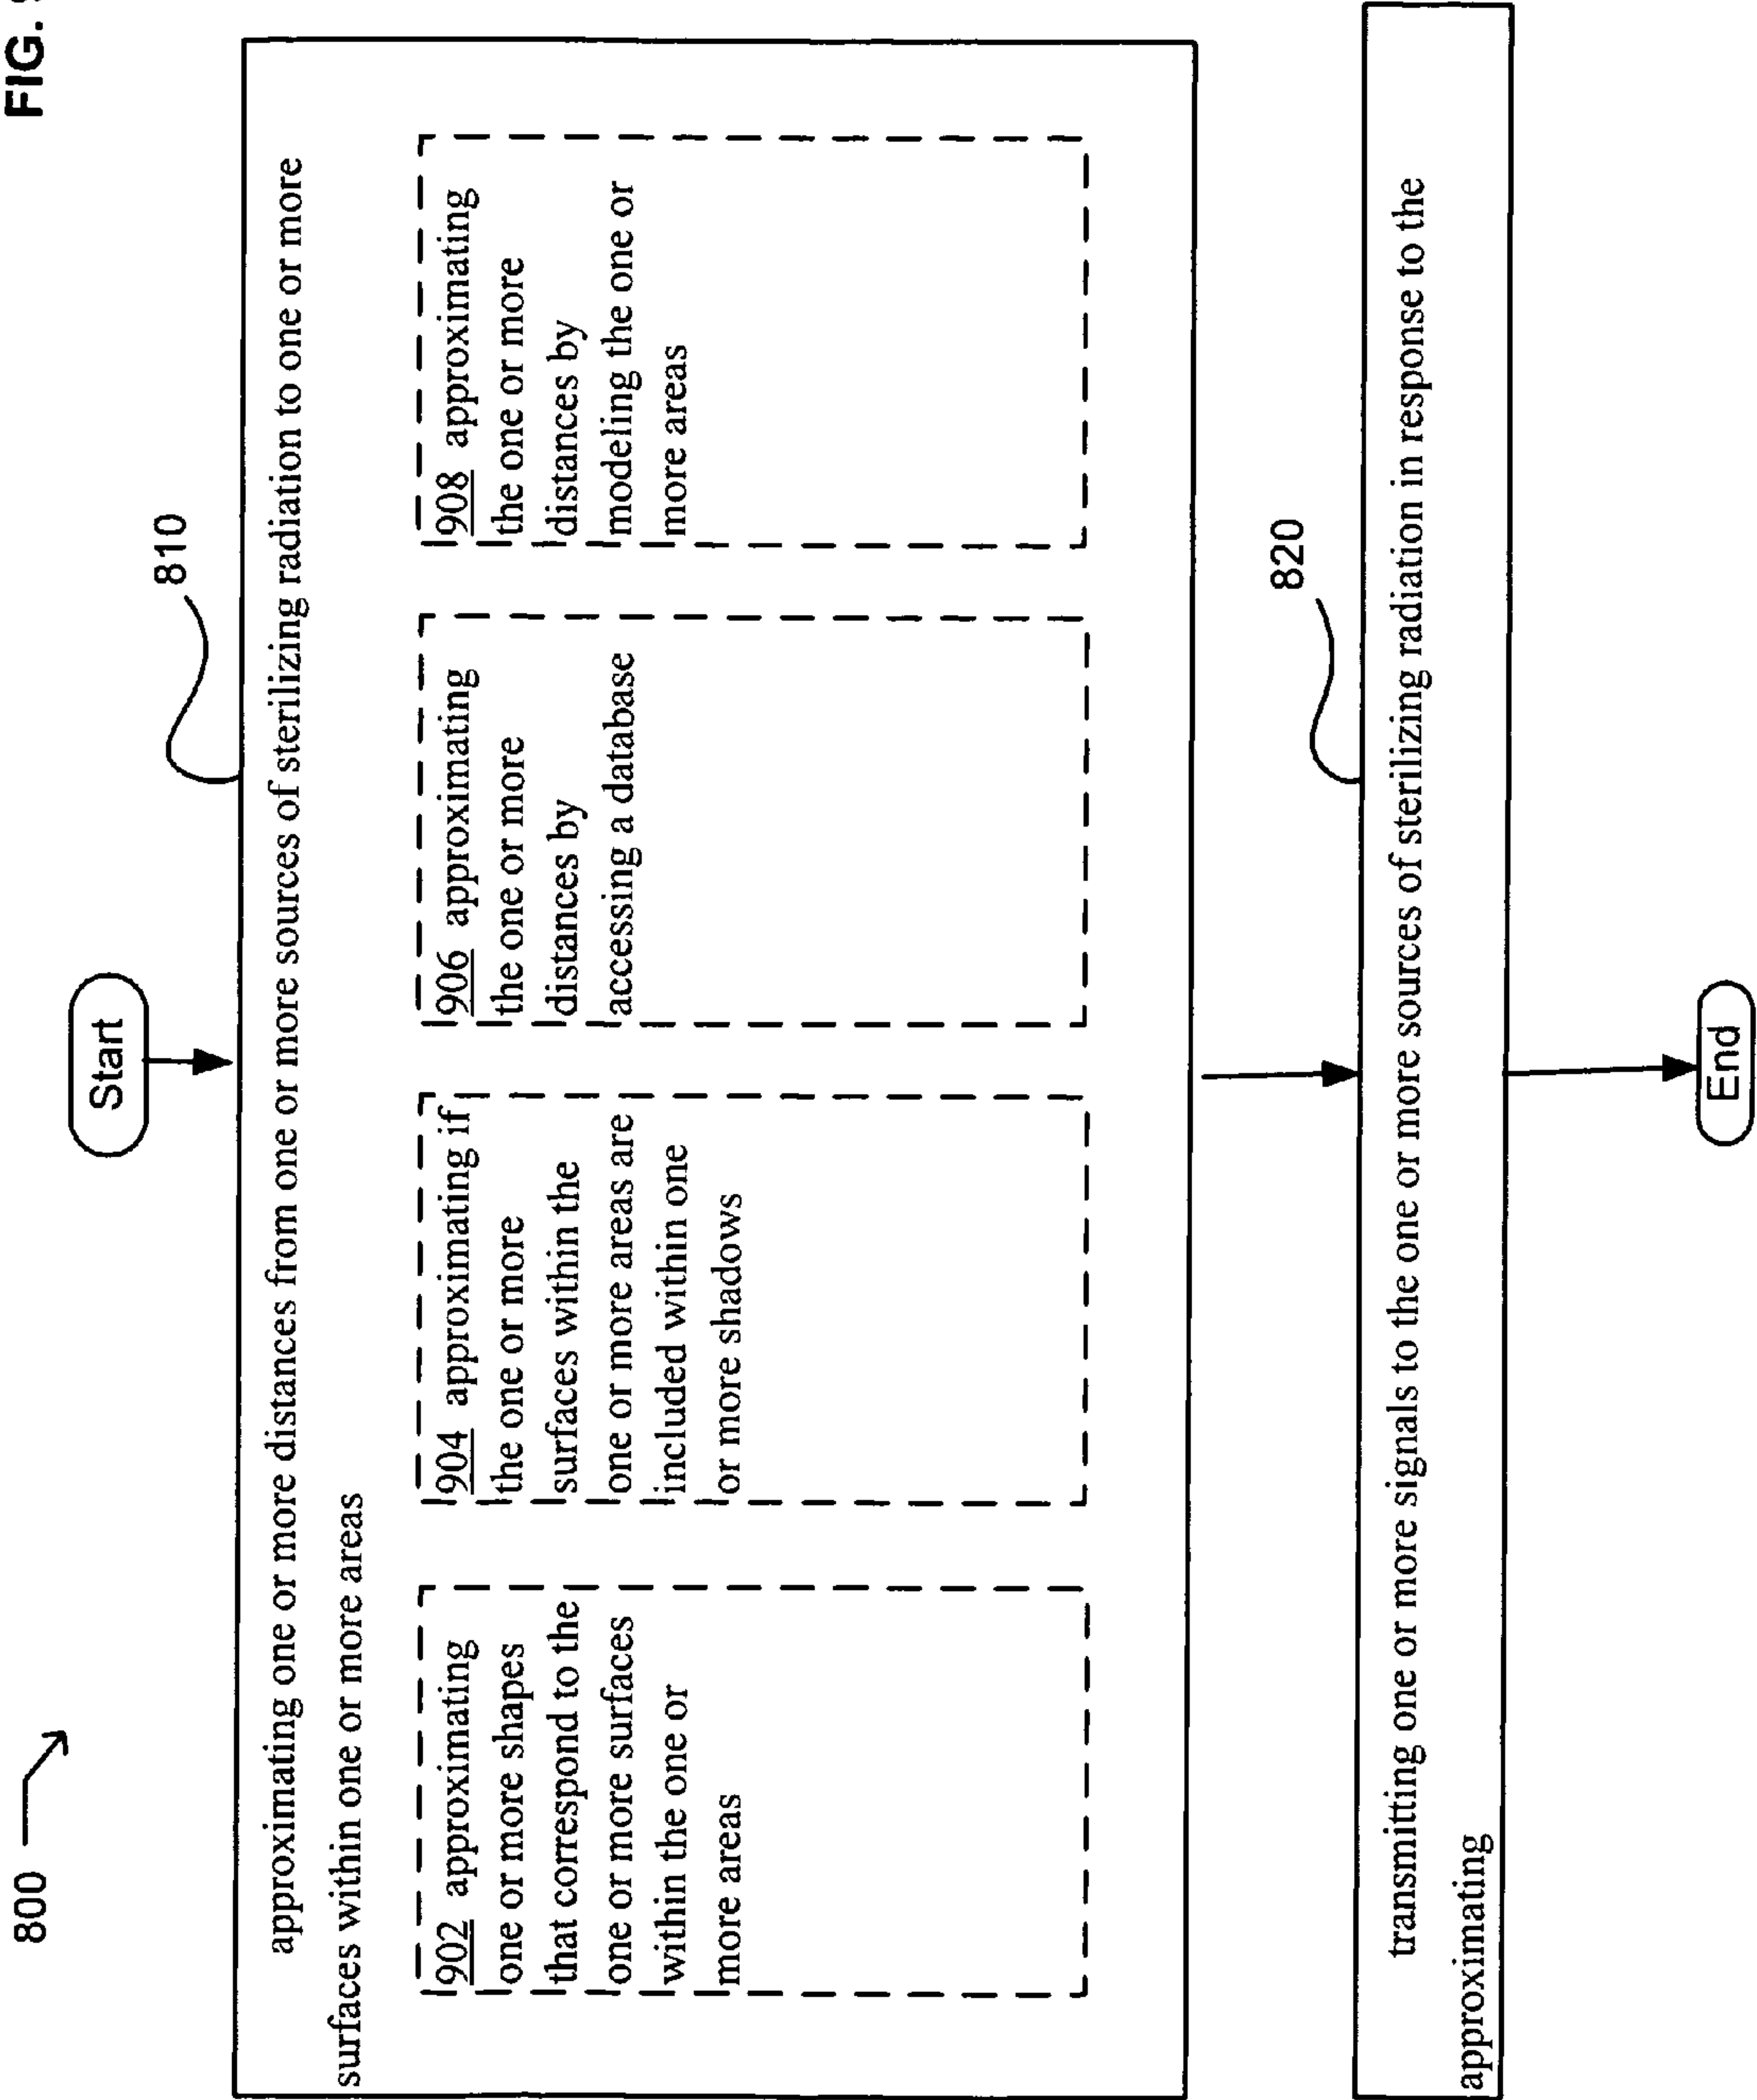 FIG. 9
800
Start
810
approximating one or more distances from one or more sources of sterilizing radiation to one or more
surfaces within one or more areas
902 approximating
one or more shapes
that correspond to the
one or more surfaces
within the one or
more areas
904 approximating if
the one or more
surfaces within the
one or more areas are
included within one
or more shadows
906 approximating
the one or more
distances by
accessing a database
908 approximating
the one or more
distances by
modeling the one or
more areas
820
transmitting one or more signals to the one or more sources of sterilizing radiation in response to the
approximating
End